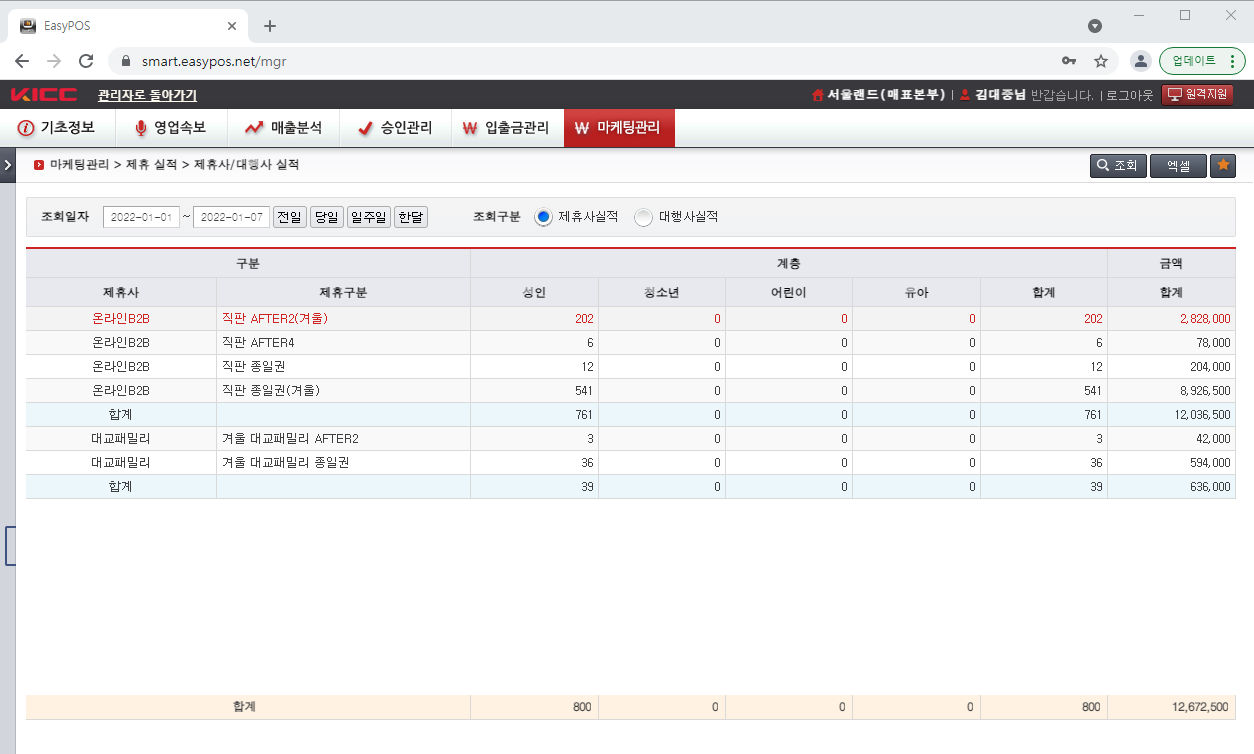 EasyPOS
smart.easypos.net/mgr
업데이트
KICC 관리자로 돌아가기 서울랜드(매표본부) | 김대중님 반갑습니다. | 로그아웃 원격지원
기초정보 영업속보 매출분석 승인관리 입출금관리 마케팅관리
마케팅관리 > 제휴 실적 > 제휴사/대행사 실적 조회 엑셀
조회일자 2022-01-01 ~ 2022-01-07 전일 당일 일주일 한달 조회구분 제휴사실적 대행사실적
구분 계층 금액
제휴사 제휴구분 성인 청소년 어린이 유아 합계 합계
온라인B2B 직판 AFTER2(겨울) 202 0 0 0 202 2,828,000
온라인B2B 직판 AFTER4 6 0 0 0 6 78,000
온라인B2B 직판 종일권 12 0 0 0 12 204,000
온라인B2B 직판 종일권(겨울) 541 0 0 0 541 8,926,500
합계 761 0 0 0 761 12,036,500
대교패밀리 겨울 대교패밀리 AFTER2 3 0 0 0 3 42,000
대교패밀리 겨울 대교패밀리 종일권 36 0 0 0 36 594,000
합계 39 0 0 0 39 636,000
합계 800 0 0 0 800 12,672,500